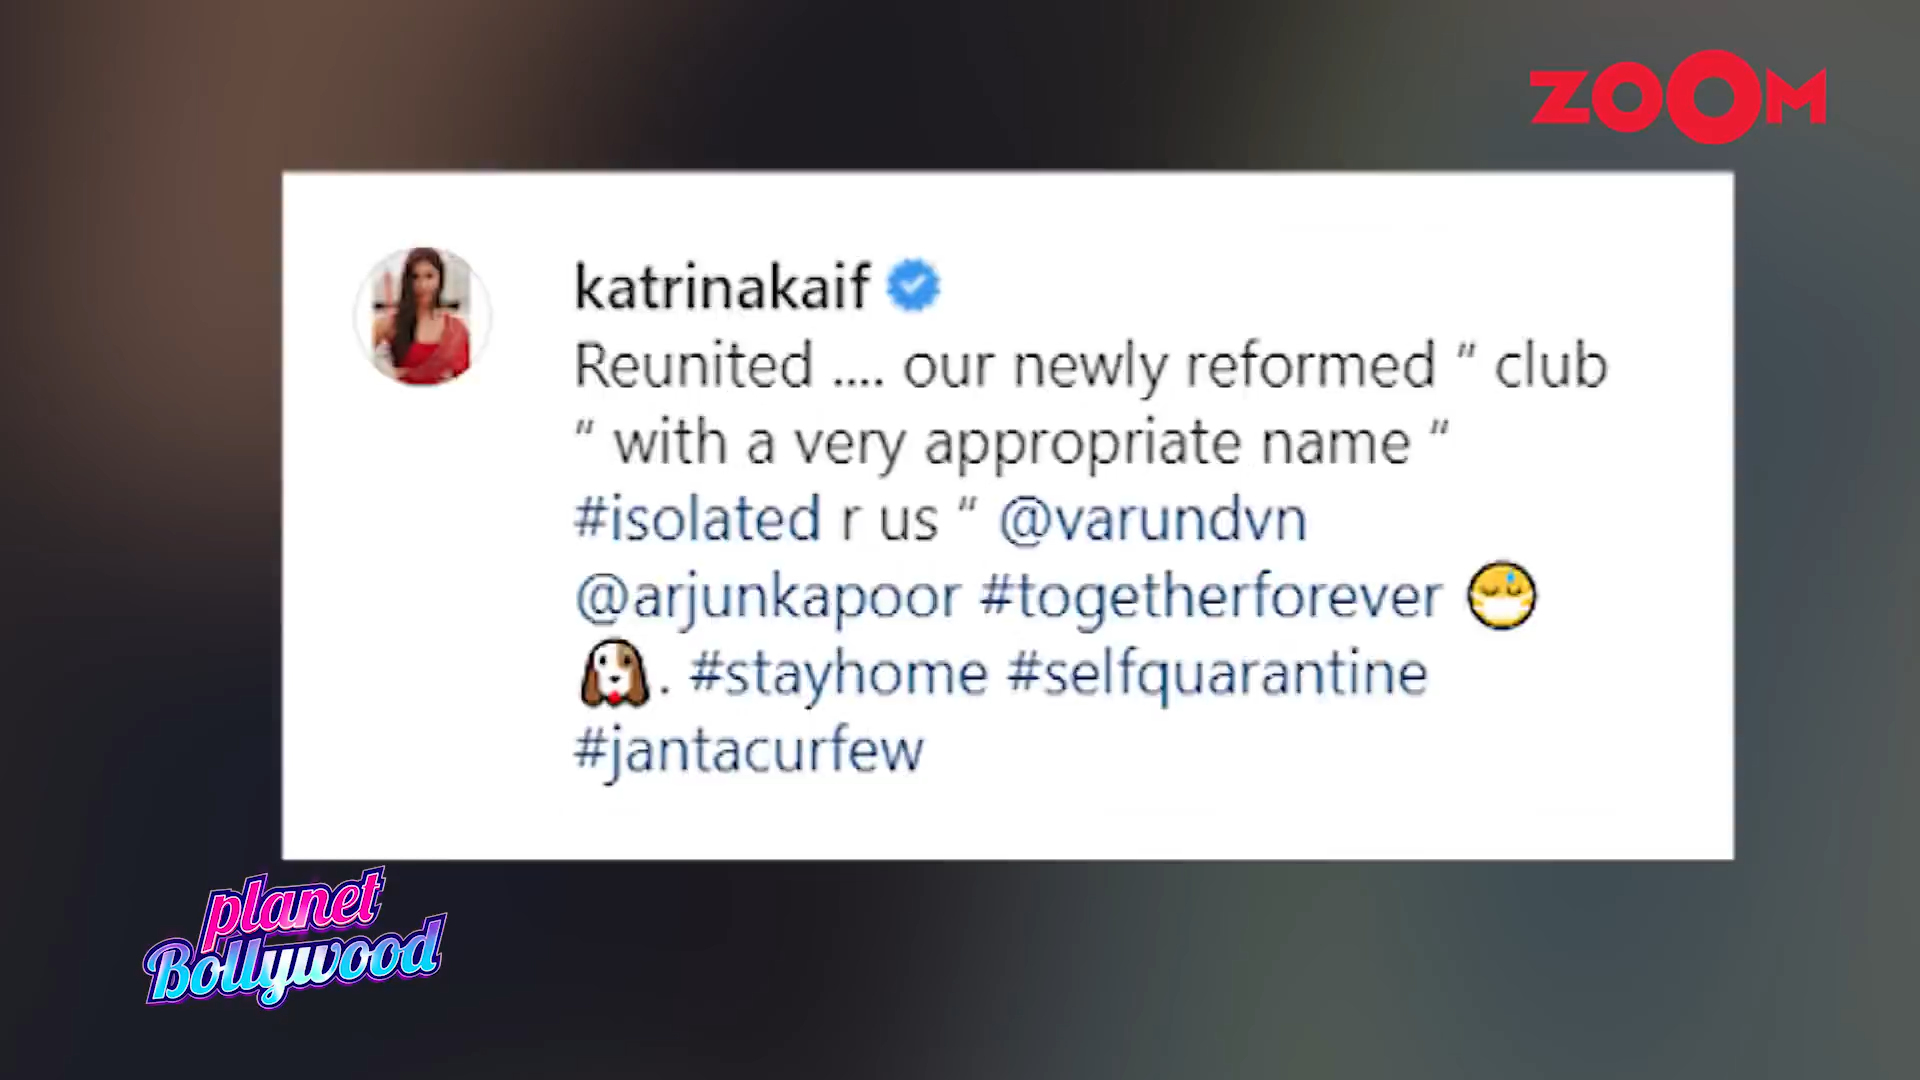 ZOOM
katrinakaif
Reunited .... our newly reformed “ club
“ with a very appropriate name “
#isolated r us “ @varundvn
@arjunkapoor #togetherforever 😷
🐶. #stayhome #selfquarantine
#jantacurfew
planet
Bollywood